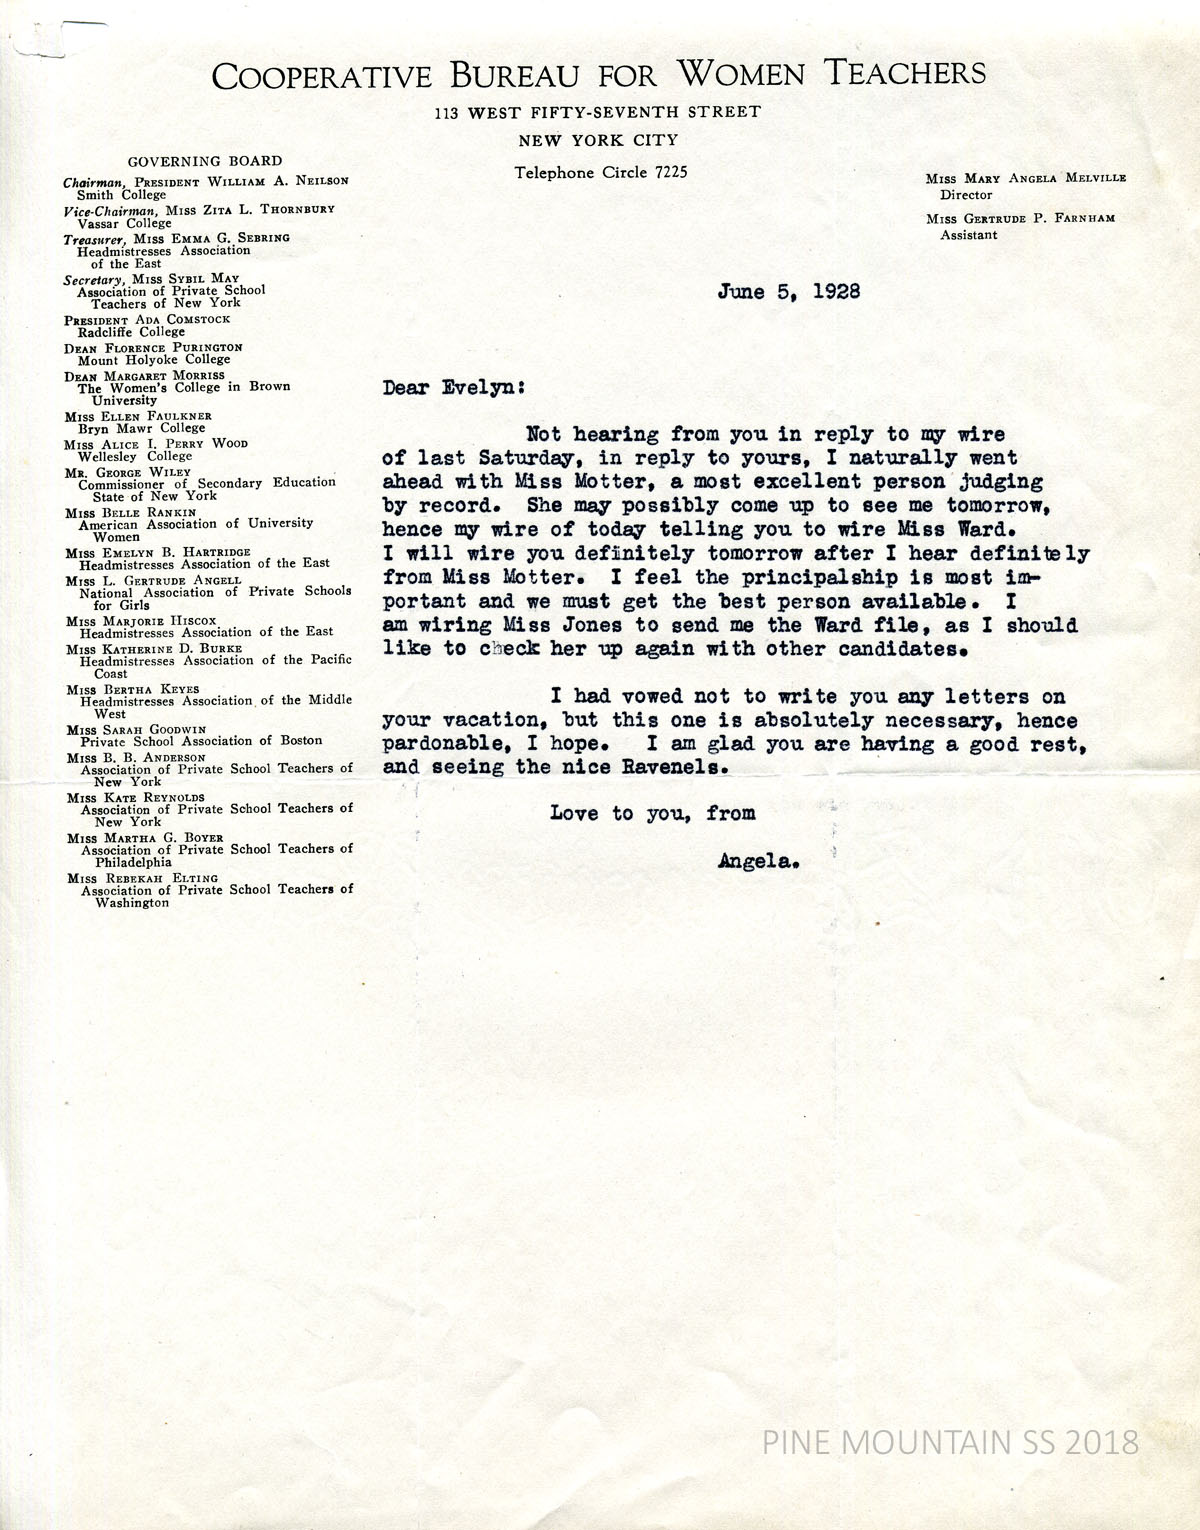 COOPERATIVE BUREAU FOR WOMEN TEACHERS
113 WEST FIFTY-SEVENTH STREET
NEW YORK CITY
Telephone Circle 7225
GOVERNING BOARD
Chairman, PRESIDENT WILLIAM A. NEILSON
Smith College
Vice-Chairman, MISS ZITA L. THORNBURY
Vassar College
Treasurer, MISS EMMA G. SEBRING
Headmistresses Association
of the East
Secretary, MISS SYBIL MAY
Association of Private School
Teachers of New York
PRESIDENT ADA COMSTOCK
Radcliffe College
DEAN FLORENCE PURINGTON
Mount Holyoke College
DEAN MARGARET MORRISS
The Women's College in Brown
University
MISS ELLEN FAULKNER
Bryn Mawr College
MISS ALICE I. PERRY WOOD
Wellesley College
MR. GEORGE WILEY
Commissioner of Secondary Education
State of New York
MISS BELLE RANKIN
American Association of University
Women
MISS EMELYN B. HARTRIDGE
Headmistresses Association of the East
MISS L. GERTRUDE ANGELL
National Association of Private Schools
for Girls
MISS MARJORIE HISCOX
Headmistresses Association of the East
MISS KATHERINE D. BURKE
Headmistresses Association of the Pacific
Coast
MISS BERTHA KEYES
Headmistresses Association of the Middle
West
MISS SARAH GOODWIN
Private School Association of Boston
MISS B. B. ANDERSON
Association of Private School Teachers of
New York
MISS KATE REYNOLDS
Association of Private School Teachers of
New York
MISS MARTHA G. BOYER
Association of Private School Teachers of
Philadelphia
MISS REBEKAH ELTING
Association of Private School Teachers of
Washington
MISS MARY ANGELA MELVILLE
Director
MISS GERTRUDE P. FARNHAM
Assistant
June 5, 1928
Dear Evelyn:
Not hearing from you in reply to my wire
of last Saturday, in reply to yours, I naturally went
ahead with Miss Motter, a most excellent person judging
by record. She may possibly come up to see me tomorrow,
hence my wire of today telling you to wire Miss Ward.
I will wire you definitely tomorrow after I hear definitely
from Miss Motter. I feel the principalship is most im-
portant and we must get the best person available. I
am wiring Miss Jones to send me the Ward file, as I should
like to check her up again with other candidates.
I had vowed not to write you any letters on
your vacation, but this one is absolutely necessary, hence
pardonable, I hope. I am glad you are having a good rest,
and seeing the nice Ravenels.
Love to you, from
Angela.
PINE MOUNTAIN SS 2018